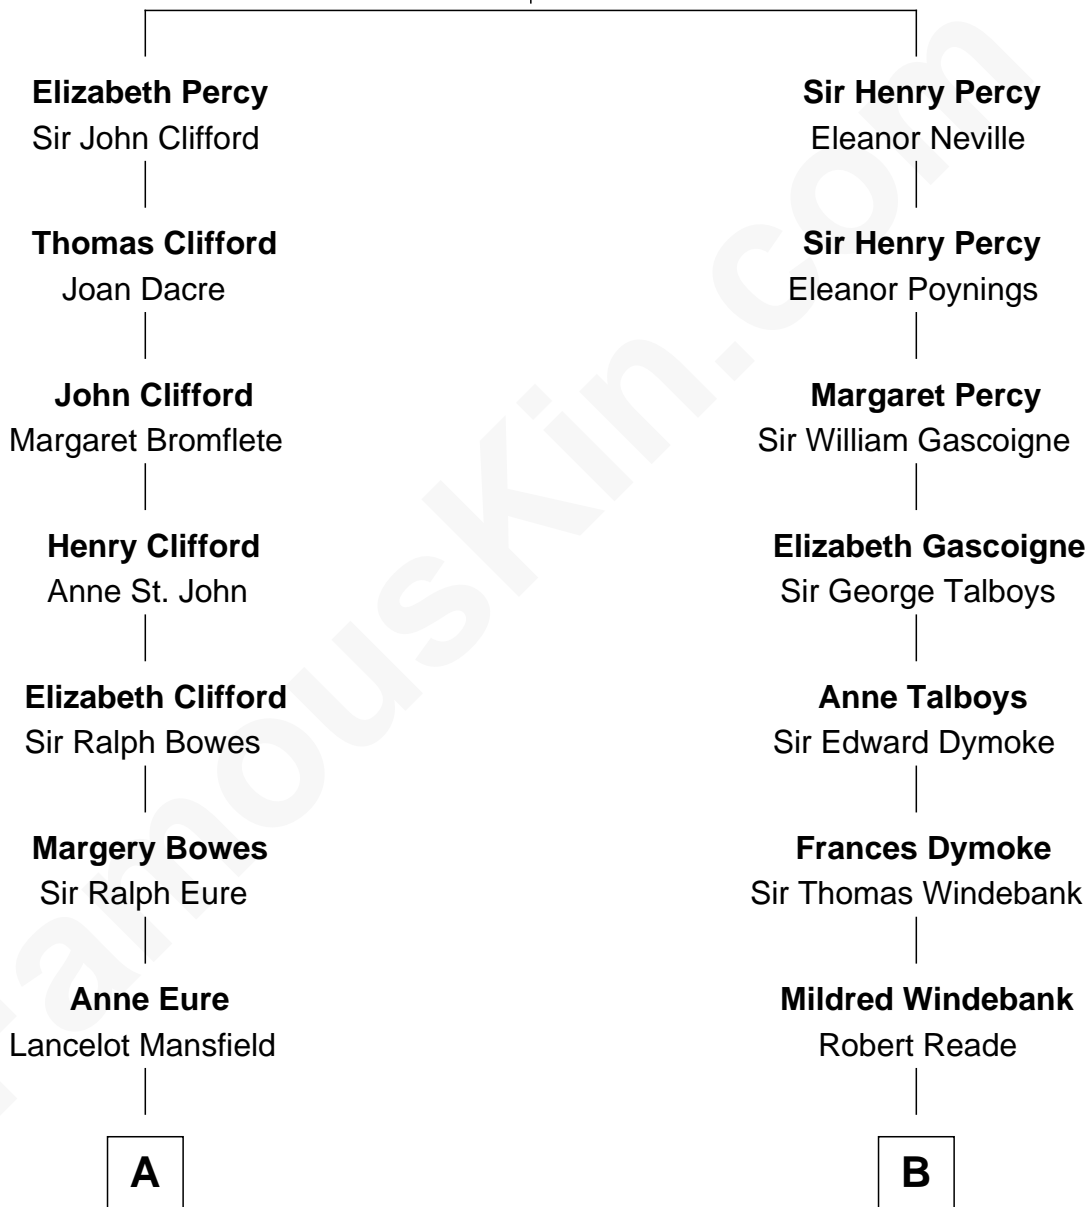 Elizabeth Percy
Sir John Clifford
Thomas Clifford
Joan Dacre
John Clifford
Margaret Bromflete
Henry Clifford
Anne St. John
Elizabeth Clifford
Sir Ralph Bowes
Margery Bowes
Sir Ralph Eure
Anne Eure
Lancelot Mansfield
A
Sir Henry Percy
Eleanor Neville
Sir Henry Percy
Eleanor Poynings
Margaret Percy
Sir William Gascoigne
Elizabeth Gascoigne
Sir George Talboys
Anne Talboys
Sir Edward Dymoke
Frances Dymoke
Sir Thomas Windebank
Mildred Windebank
Robert Reade
B
FamousKin.com